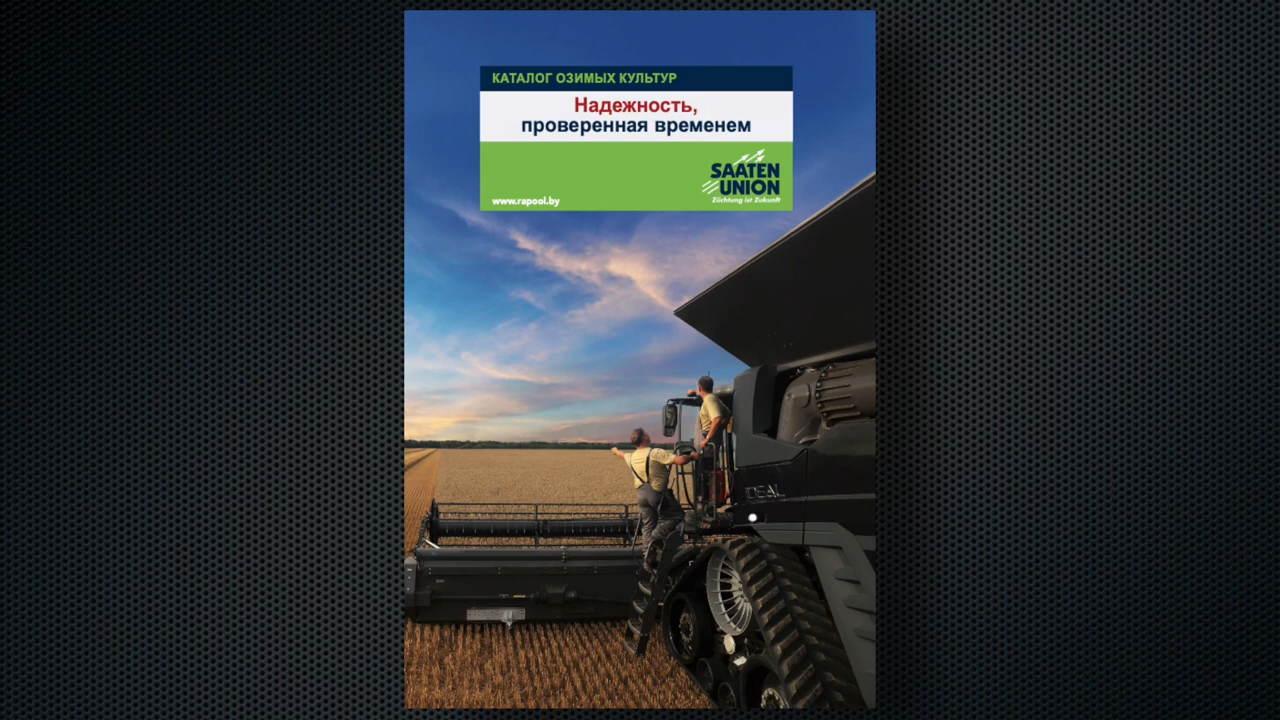 КАТАЛОГ ОЗИМЫХ КУЛЬТУР
Надежность,
проверенная временем
SAATEN
UNION
www.rapool.by
Züchtung ist Zukunft
IDEAL